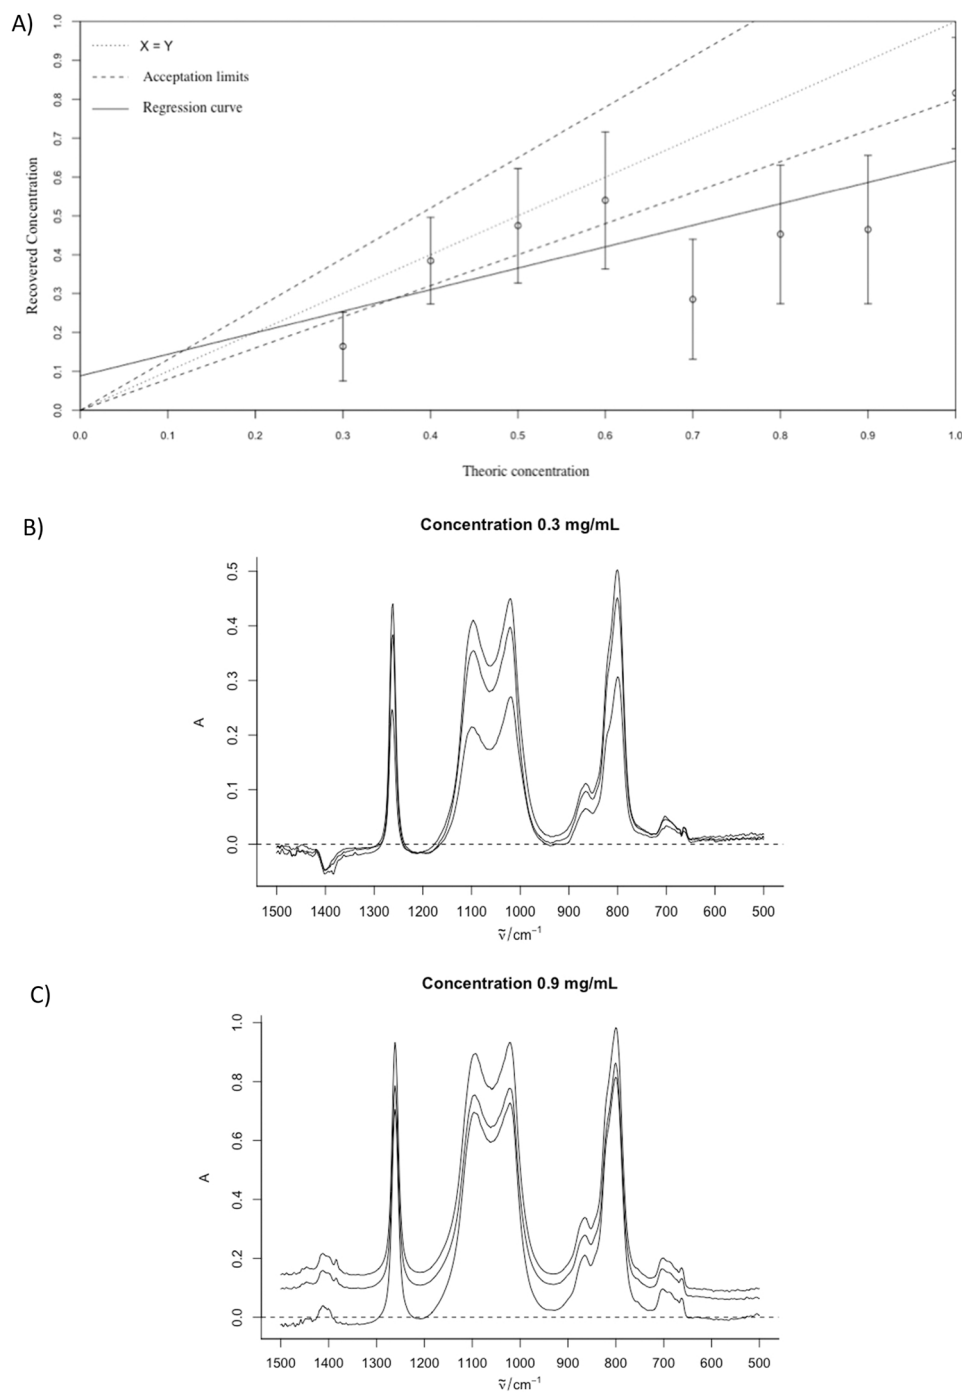 A)
X = Y
Acceptation limits
Regression curve
Recovered Concentration
1.0
0.9
0.8
0.7
0.6
0.5
0.4
0.3
0.2
0.1
0.0
0.0 0.1 0.2 0.3 0.4 0.5 0.6 0.7 0.8 0.9 1.0
Theoric concentration
B)
Concentration 0.3 mg/mL
A
0.5
0.4
0.3
0.2
0.1
0.0
1500 1400 1300 1200 1100 1000 900 800 700 600 500
ν̃/cm⁻¹
C)
Concentration 0.9 mg/mL
A
1.0
0.8
0.6
0.4
0.2
0.0
1500 1400 1300 1200 1100 1000 900 800 700 600 500
ν̃/cm⁻¹